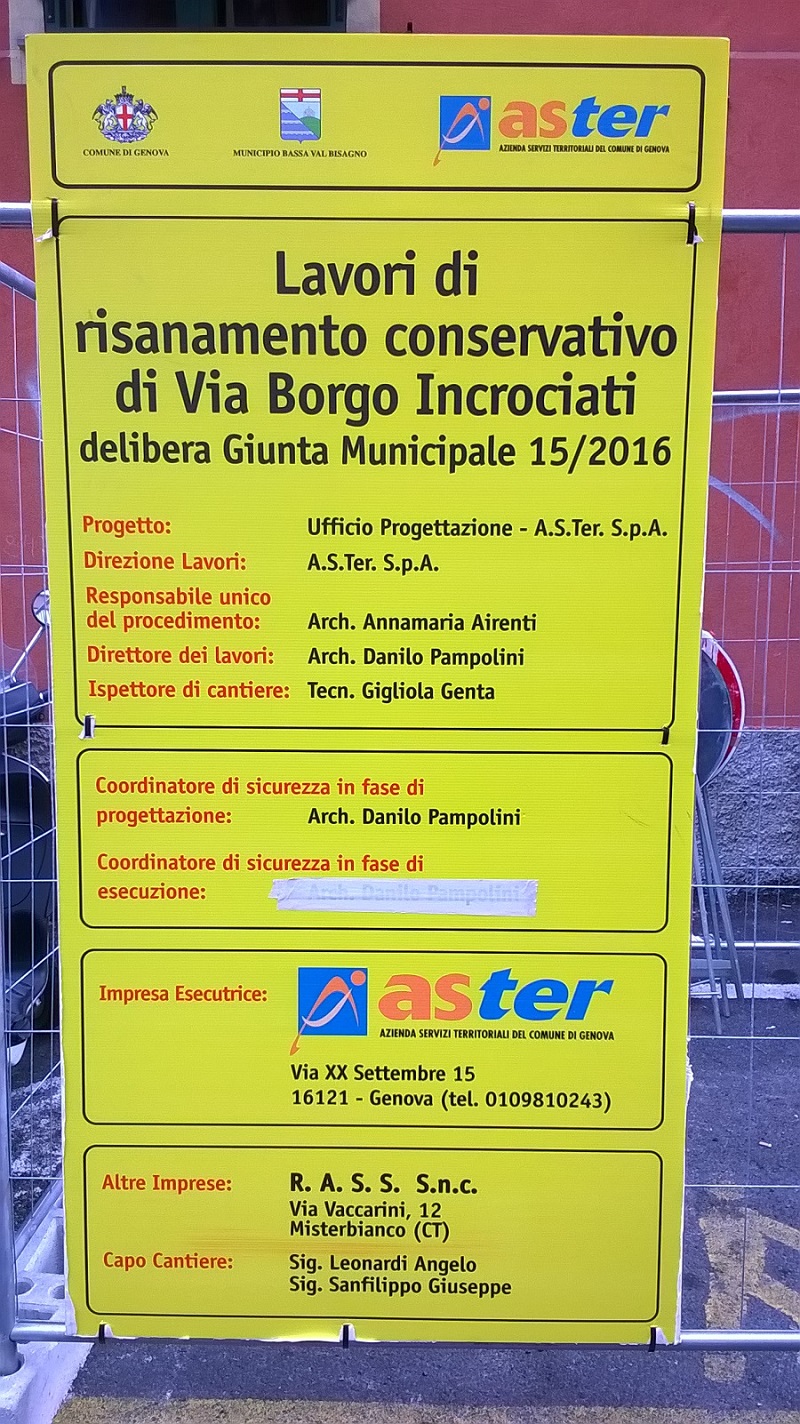 COMUNE DI GENOVA
MUNICIPIO BASSA VAL BISAGNO
aster
AZIENDA SERVIZI TERRITORIALI DEL COMUNE DI GENOVA
Lavori di
risanamento conservativo
di Via Borgo Incrociati
delibera Giunta Municipale 15/2016
Progetto: Ufficio Progettazione - A.S.Ter. S.p.A.
Direzione Lavori: A.S.Ter. S.p.A.
Responsabile unico
del procedimento: Arch. Annamaria Airenti
Direttore dei lavori: Arch. Danilo Pampolini
Ispettore di cantiere: Tecn. Gigliola Genta
Coordinatore di sicurezza in fase di
progettazione: Arch. Danilo Pampolini
Coordinatore di sicurezza in fase di
esecuzione: Arch. Danilo Pampolini
Impresa Esecutrice: aster
AZIENDA SERVIZI TERRITORIALI DEL COMUNE DI GENOVA
Via XX Settembre 15
16121 - Genova (tel. 0109810243)
Altre Imprese: R. A. S. S. S.n.c.
Via Vaccarini, 12
Misterbianco (CT)
Capo Cantiere: Sig. Leonardi Angelo
Sig. Sanfilippo Giuseppe